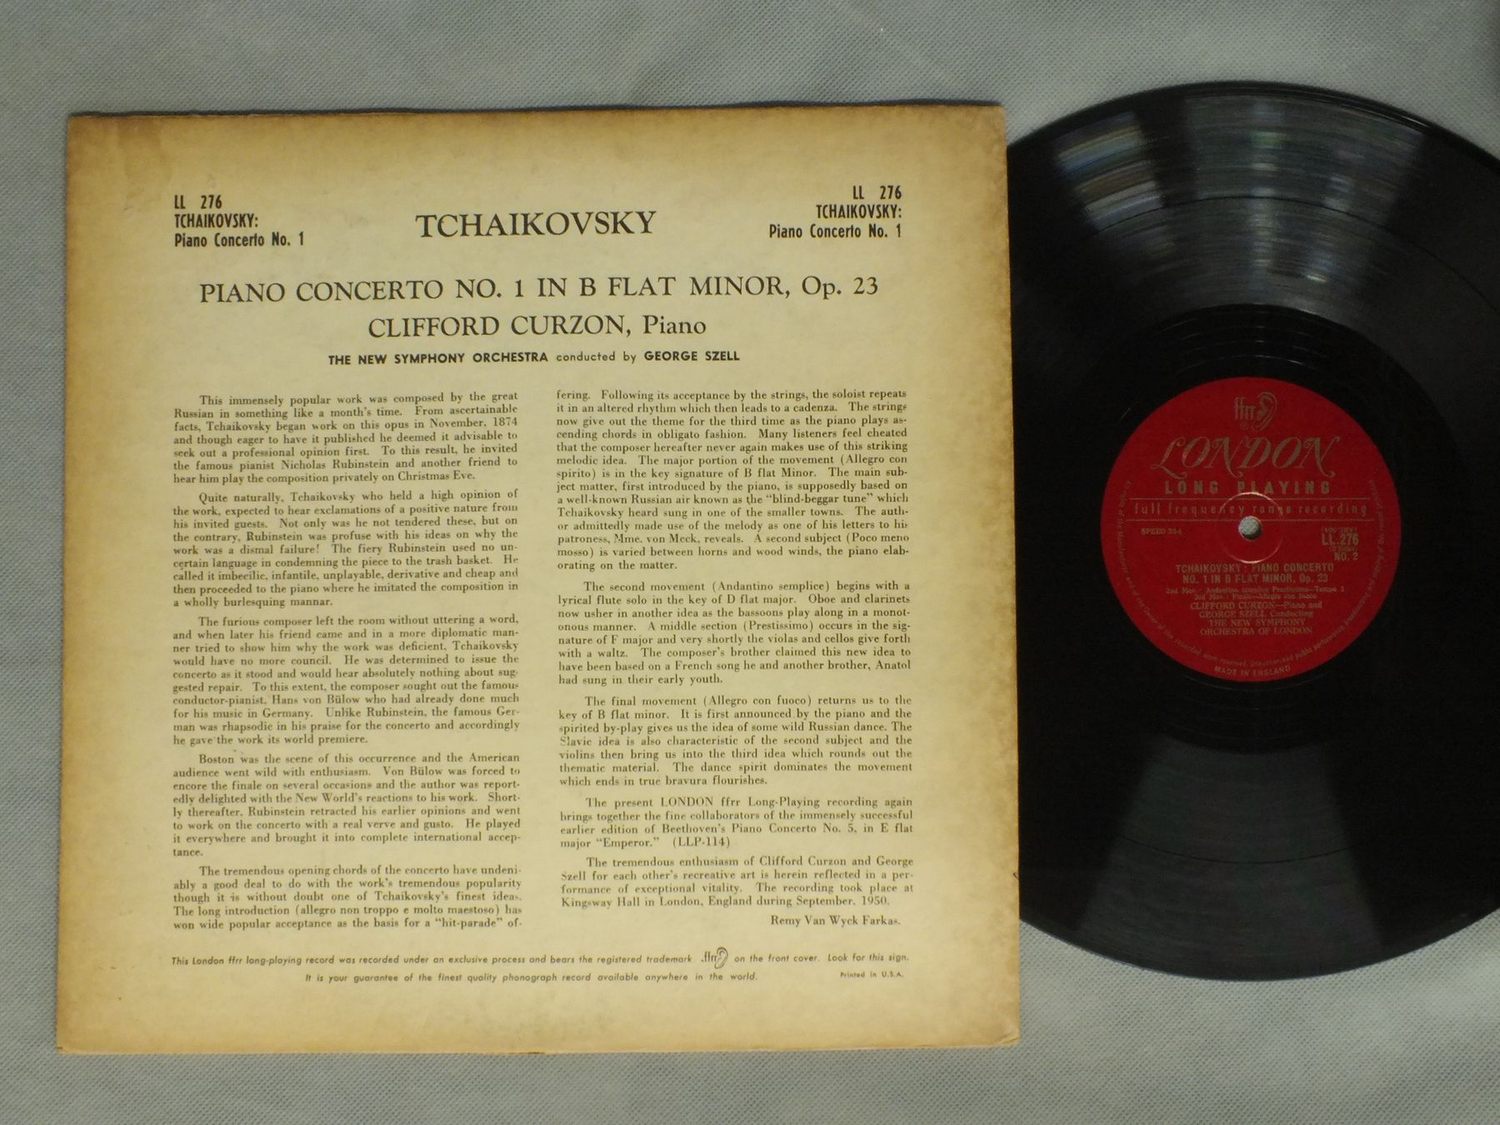 LL 276
TCHAIKOVSKY:
Piano Concerto No. 1
TCHAIKOVSKY
LL 276
TCHAIKOVSKY:
Piano Concerto No. 1
PIANO CONCERTO NO. 1 IN B FLAT MINOR, Op. 23
CLIFFORD CURZON, Piano
THE NEW SYMPHONY ORCHESTRA conducted by GEORGE SZELL
This immensely popular work was composed by the great
Russian in something like a month's time. From ascertainable
facts, Tchaikovsky began work on this opus in November, 1874
and though eager to have it published he deemed it advisable to
seek out a professional opinion first. To this result, he invited
the famous pianist Nicholas Rubinstein and another friend to
hear him play the composition privately on Christmas Eve.
Quite naturally, Tchaikovsky who held a high opinion of
the work, expected to hear exclamations of a positive nature from
his invited guests. Not only was he not tendered these, but on
the contrary, Rubinstein was profuse with his ideas on why the
work was a dismal failure! The fiery Rubinstein used no un-
certain language in condemning the piece to the trash basket. He
called it imbecilic, infantile, unplayable, derivative and cheap and
then proceeded to the piano where he imitated the composition in
a wholly burlesquing mannar.
The furious composer left the room without uttering a word,
and when later his friend came and in a more diplomatic man-
ner tried to show him why the work was deficient, Tchaikovsky
would have no more council. He was determined to issue the
concerto as it stood and would hear absolutely nothing about sug-
gested repair. To this extent, the composer sought out the famous
conductor-pianist, Hans von Bülow who had already done much
for his music in Germany. Unlike Rubinstein, the famous Ger-
man was rhapsodic in his praise for the concerto and accordingly
he gave the work its world premiere.
Boston was the scene of this occurrence and the American
audience went wild with enthusiasm. Von Bülow was forced to
encore the finale on several occasions and the author was report-
edly delighted with the New World's reactions to his work. Short-
ly thereafter, Rubinstein retracted his earlier opinions and went
to work on the concerto with a real verve and gusto. He played
it everywhere and brought it into complete international accep-
tance.
The tremendous opening chords of the concerto have undeni-
ably a good deal to do with the work's tremendous popularity
though it is without doubt one of Tchaikovsky's finest ideas.
The long introduction (allegro non troppo e molto maestoso) has
won wide popular acceptance as the basis for a "hit-parade" of-
fering. Following its acceptance by the strings, the soloist repeats
it in an altered rhythm which then leads to a cadenza. The strings
now give out the theme for the third time as the piano plays as-
cending chords in obligato fashion. Many listeners feel cheated
that the composer hereafter never again makes use of this striking
melodic idea. The major portion of the movement (Allegro con
spirito) is in the key signature of B flat Minor. The main sub-
ject matter, first introduced by the piano, is supposedly based on
a well-known Russian air known as the "blind-beggar tune" which
Tchaikovsky heard sung in one of the smaller towns. The auth-
or admittedly made use of the melody as one of his letters to his
patroness, Mme. von Meck, reveals. A second subject (Poco meno
mosso) is varied between horns and wood winds, the piano elab-
orating on the matter.
The second movement (Andantino semplice) begins with a
lyrical flute solo in the key of D flat major. Oboe and clarinets
now usher in another idea as the bassoons play along in a monot-
onous manner. A middle section (Prestissimo) occurs in the sig-
nature of F major and very shortly the violas and cellos give forth
with a waltz. The composer's brother claimed this new idea to
have been based on a French song he and another brother, Anatol
had sung in their early youth.
The final movement (Allegro con fuoco) returns us to the
key of B flat minor. It is first announced by the piano and the
spirited by-play gives us the idea of some wild Russian dance. The
Slavic idea is also characteristic of the second subject and the
violins then bring us into the third idea which rounds out the
thematic material. The dance spirit dominates the movement
which ends in true bravura flourishes.
The present LONDON ffrr Long-Playing recording again
brings together the fine collaborators of the immensely successful
earlier edition of Beethoven's Piano Concerto No. 5, in E flat
major "Emperor." (LLP-114)
The tremendous enthusiasm of Clifford Curzon and George
Szell for each other's recreative art is herein reflected in a per-
formance of exceptional vitality. The recording took place at
Kingsway Hall in London, England during September, 1950.
Remy Van Wyck Farkas.
This London ffrr long-playing record was recorded under an exclusive process and bears the registered trademark ffrr on the front cover. Look for this sign.
It is your guarantee of the finest quality phonograph record available anywhere in the world.
Printed in U.S.A.
ffrr
LONDON
LONG PLAYING
full frequency range recording
SPEED
LL.276
NO. 2
TCHAIKOVSKY: PIANO CONCERTO
NO. 1 IN B FLAT MINOR, Op. 23
CLIFFORD CURZON—Piano and
GEORGE SZELL Conducting
THE NEW SYMPHONY
ORCHESTRA OF LONDON
MADE IN ENGLAND